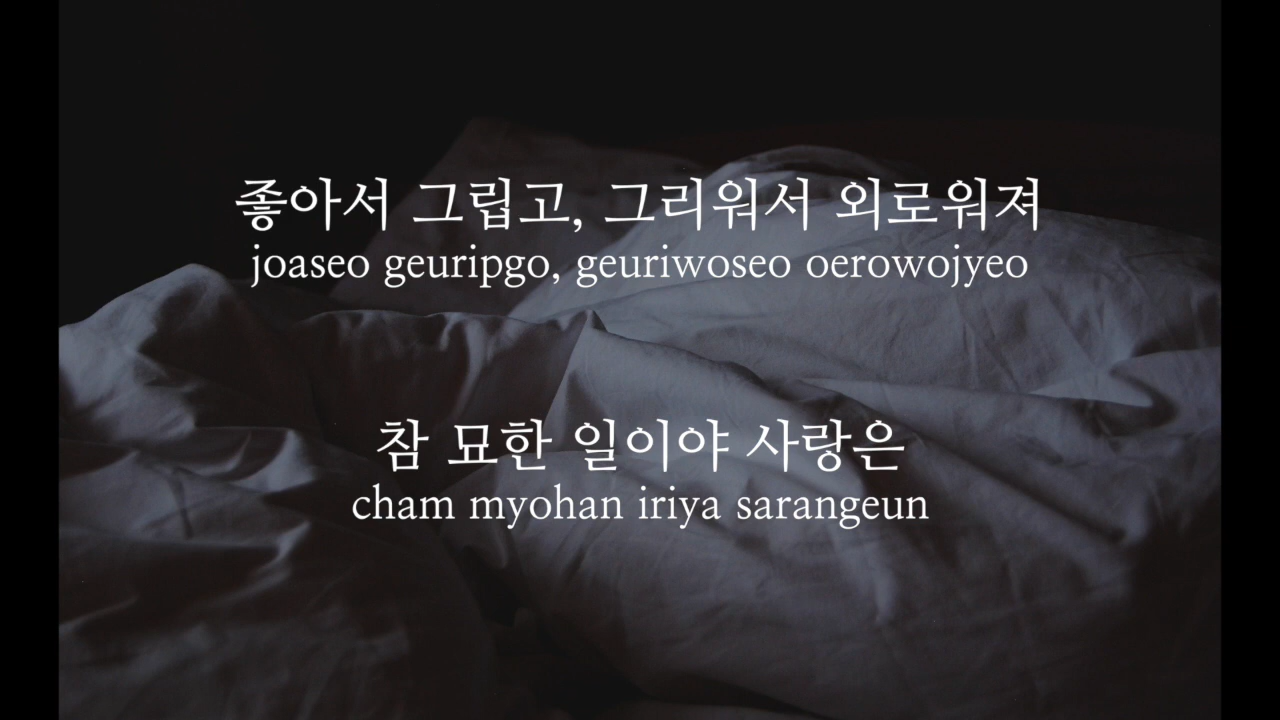 좋아서 그립고, 그리워서 외로워져
joaseo geuripgo, geuriwoseo oerowojyeo
참 묘한 일이야 사랑은
cham myohan iriya sarangeun